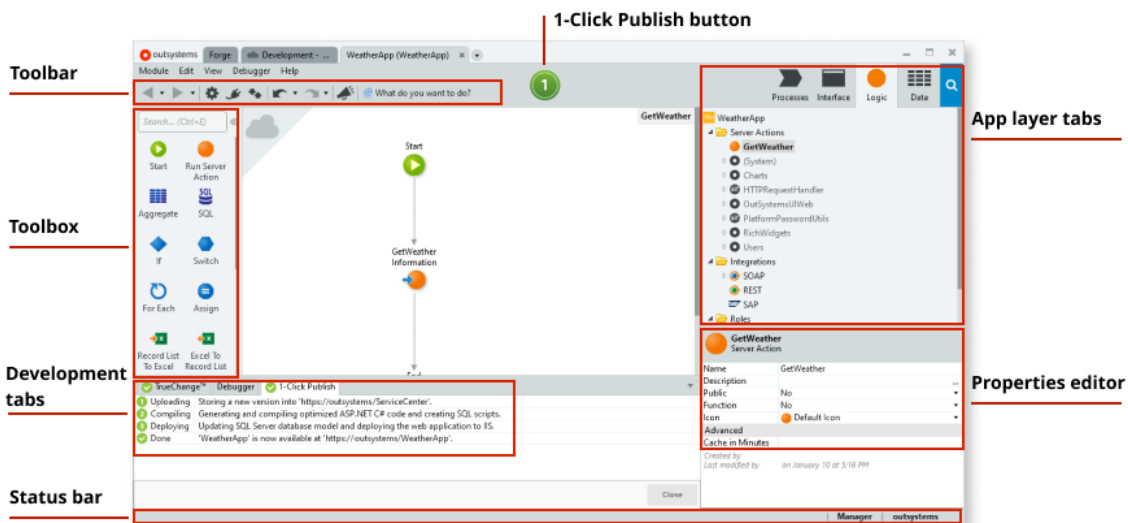 1-Click Publish button
outsystems Forge Development - ... WeatherApp (WeatherApp)
Module Edit View Debugger Help
Toolbar
What do you want to do?
1
Processes Interface Logic Data
App layer tabs
Search... (Ctrl+E)
GetWeather
WeatherApp
Server Actions
GetWeather
(System)
Charts
HTTPRequestHandler
OutSystemsUIWeb
PlatformPasswordUtils
RichWidgets
Users
Integrations
SOAP
REST
SAP
Roles
Start
Run Server
Action
Aggregate
SQL
SQL
Toolbox
If
Switch
For Each
Assign
Record List
To Excel
Excel To
Record List
Start
GetWeather
Information
End
Development
tabs
TrueChange™ Debugger 1-Click Publish
1 Uploading Storing a new version into 'https://outsystems/ServiceCenter'.
2 Compiling Generating and compiling optimized ASP.NET C# code and creating SQL scripts.
3 Deploying Updating SQL Server database model and deploying the web application to IIS.
Done 'WeatherApp' is now available at 'https://outsystems/WeatherApp'.
Close
GetWeather
Server Action
Properties editor
Name GetWeather
Description ..
Public No
Function No
Icon Default Icon
Advanced
Cache in Minutes
Created by
Last modified by on January 10 at 5:16 PM
Status bar
Manager outsystems